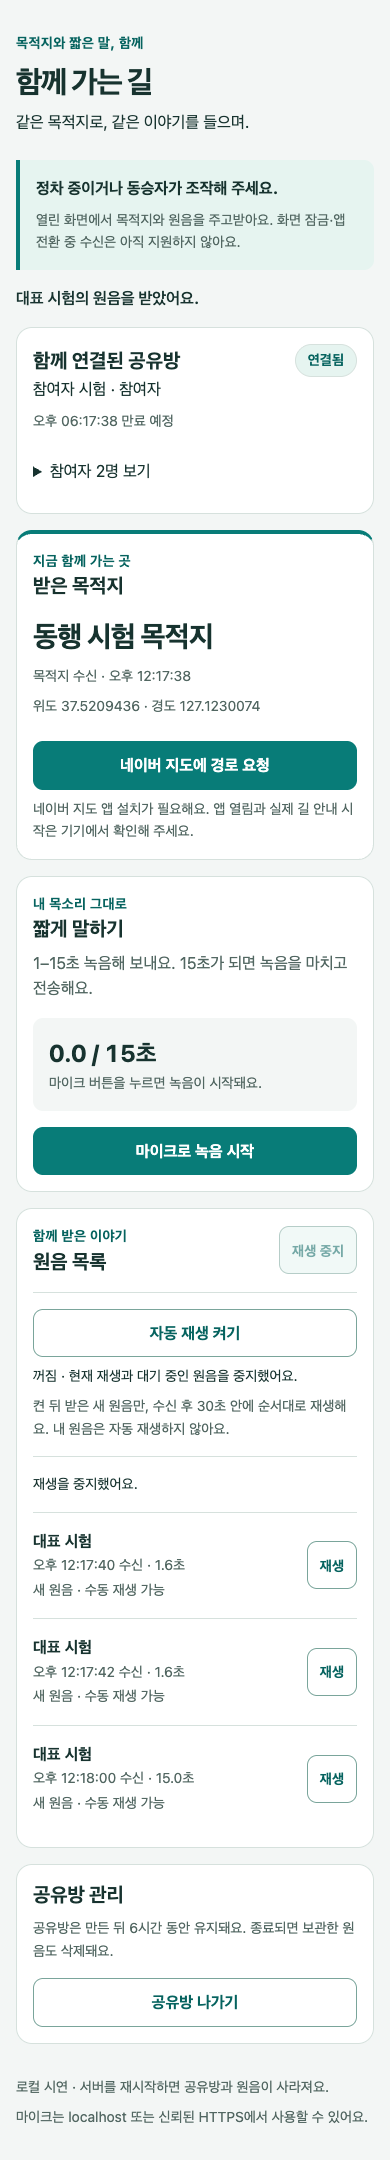 목적지와 짧은 말, 함께
함께 가는 길
같은 목적지로, 같은 이야기를 들으며.
정차 중이거나 동승자가 조작해 주세요.
열린 화면에서 목적지와 원음을 주고받아요. 화면 잠금·앱
전환 중 수신은 아직 지원하지 않아요.
대표 시험의 원음을 받았어요.
함께 연결된 공유방
연결됨
참여자 시험 · 참여자
오후 06:17:38 만료 예정
▶ 참여자 2명 보기
지금 함께 가는 곳
받은 목적지
동행 시험 목적지
목적지 수신 · 오후 12:17:38
위도 37.5209436 · 경도 127.1230074
네이버 지도에 경로 요청
네이버 지도 앱 설치가 필요해요. 앱 열림과 실제 길 안내 시
작은 기기에서 확인해 주세요.
내 목소리 그대로
짧게 말하기
1–15초 녹음해 보내요. 15초가 되면 녹음을 마치고
전송해요.
0.0 / 15초
마이크 버튼을 누르면 녹음이 시작돼요.
마이크로 녹음 시작
함께 받은 이야기
원음 목록
재생 중지
자동 재생 켜기
꺼짐 · 현재 재생과 대기 중인 원음을 중지했어요.
켠 뒤 받은 새 원음만, 수신 후 30초 안에 순서대로 재생해
요. 내 원음은 자동 재생하지 않아요.
재생을 중지했어요.
대표 시험
오후 12:17:40 수신 · 1.6초
새 원음 · 수동 재생 가능
재생
대표 시험
오후 12:17:42 수신 · 1.6초
새 원음 · 수동 재생 가능
재생
대표 시험
오후 12:18:00 수신 · 15.0초
새 원음 · 수동 재생 가능
재생
공유방 관리
공유방은 만든 뒤 6시간 동안 유지돼요. 종료되면 보관한 원
음도 삭제돼요.
공유방 나가기
로컬 시연 · 서버를 재시작하면 공유방과 원음이 사라져요.
마이크는 localhost 또는 신뢰된 HTTPS에서 사용할 수 있어요.